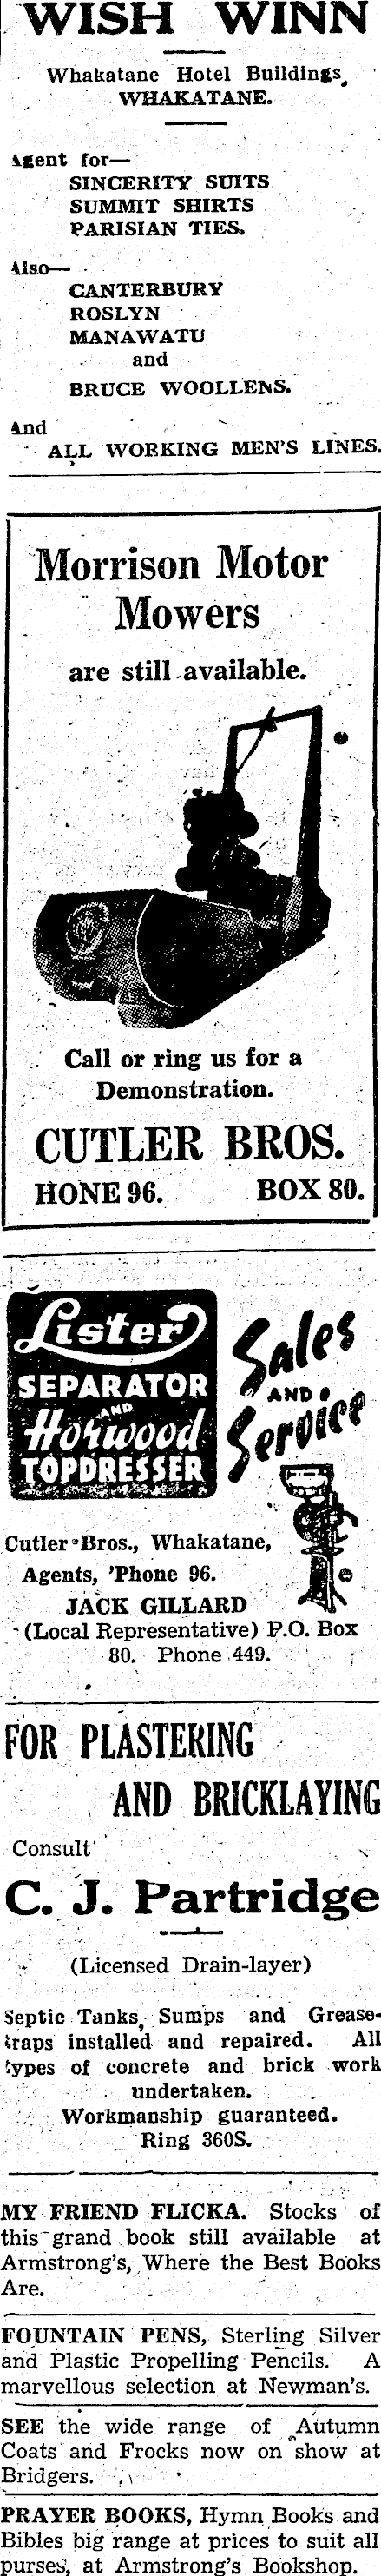 WISH WINN
Whakatane Hotel Buildings,
WHAKATANE.
Agent for—
SINCERITY SUITS
SUMMIT SHIRTS
PARISIAN TIES.
Also—
CANTERBURY
ROSLYN
MANAWATU
and
BRUCE WOOLLENS.
And
ALL WORKING MEN'S LINES.
Morrison Motor
Mowers
are still available.
Call or ring us for a
Demonstration.
CUTLER BROS.
HONE 96. BOX 80.
Lister
SEPARATOR
AND
Horwood
TOPDRESSER
Sales
AND
Service
Cutler Bros., Whakatane,
Agents, 'Phone 96.
JACK GILLARD
(Local Representative) P.O. Box
80. Phone 449.
FOR PLASTERING
AND BRICKLAYING
Consult
C. J. Partridge
(Licensed Drain-layer)
Septic Tanks, Sumps and Grease-
traps installed and repaired. All
types of concrete and brick work
undertaken.
Workmanship guaranteed.
Ring 360S.
MY FRIEND FLICKA. Stocks of
this grand book still available at
Armstrong's, Where the Best Books
Are.
FOUNTAIN PENS, Sterling Silver
and Plastic Propelling Pencils. A
marvellous selection at Newman's.
SEE the wide range of Autumn
Coats and Frocks now on show at
Bridgers.
PRAYER BOOKS, Hymn Books and
Bibles big range at prices to suit all
purses, at Armstrong's Bookshop.